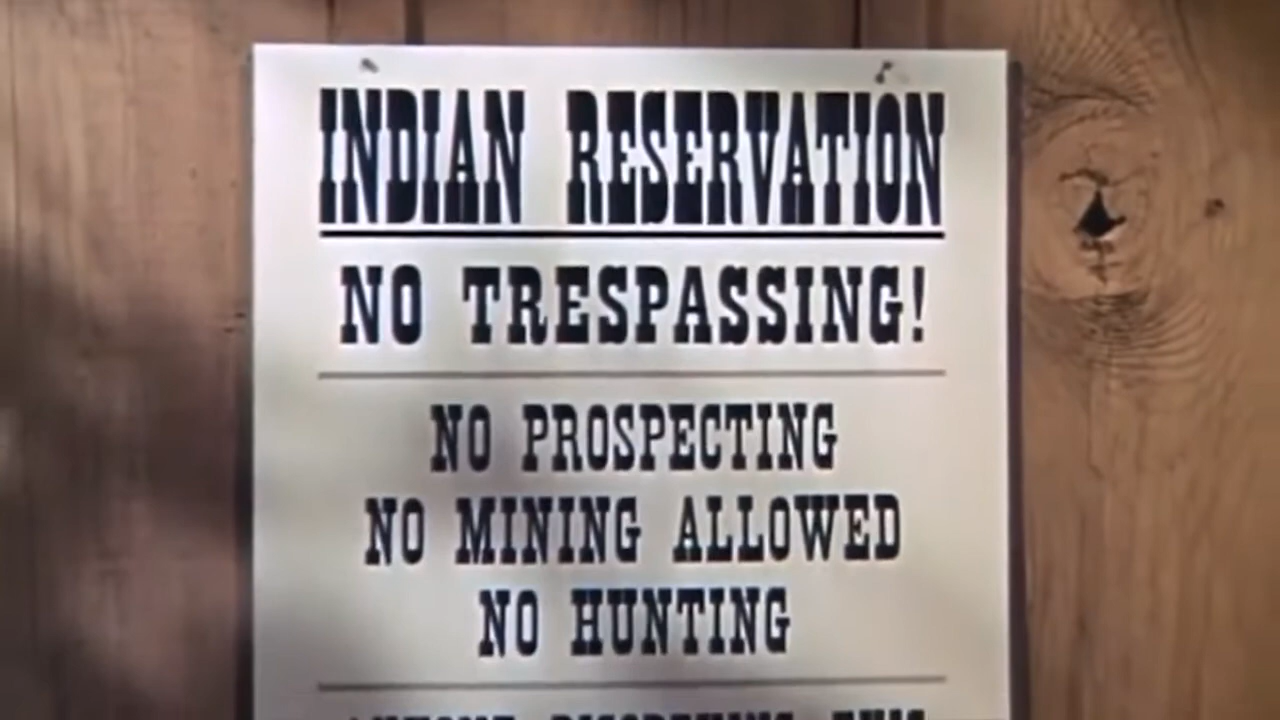 INDIAN RESERVATION
NO TRESPASSING!
NO PROSPECTING
NO MINING ALLOWED
NO HUNTING